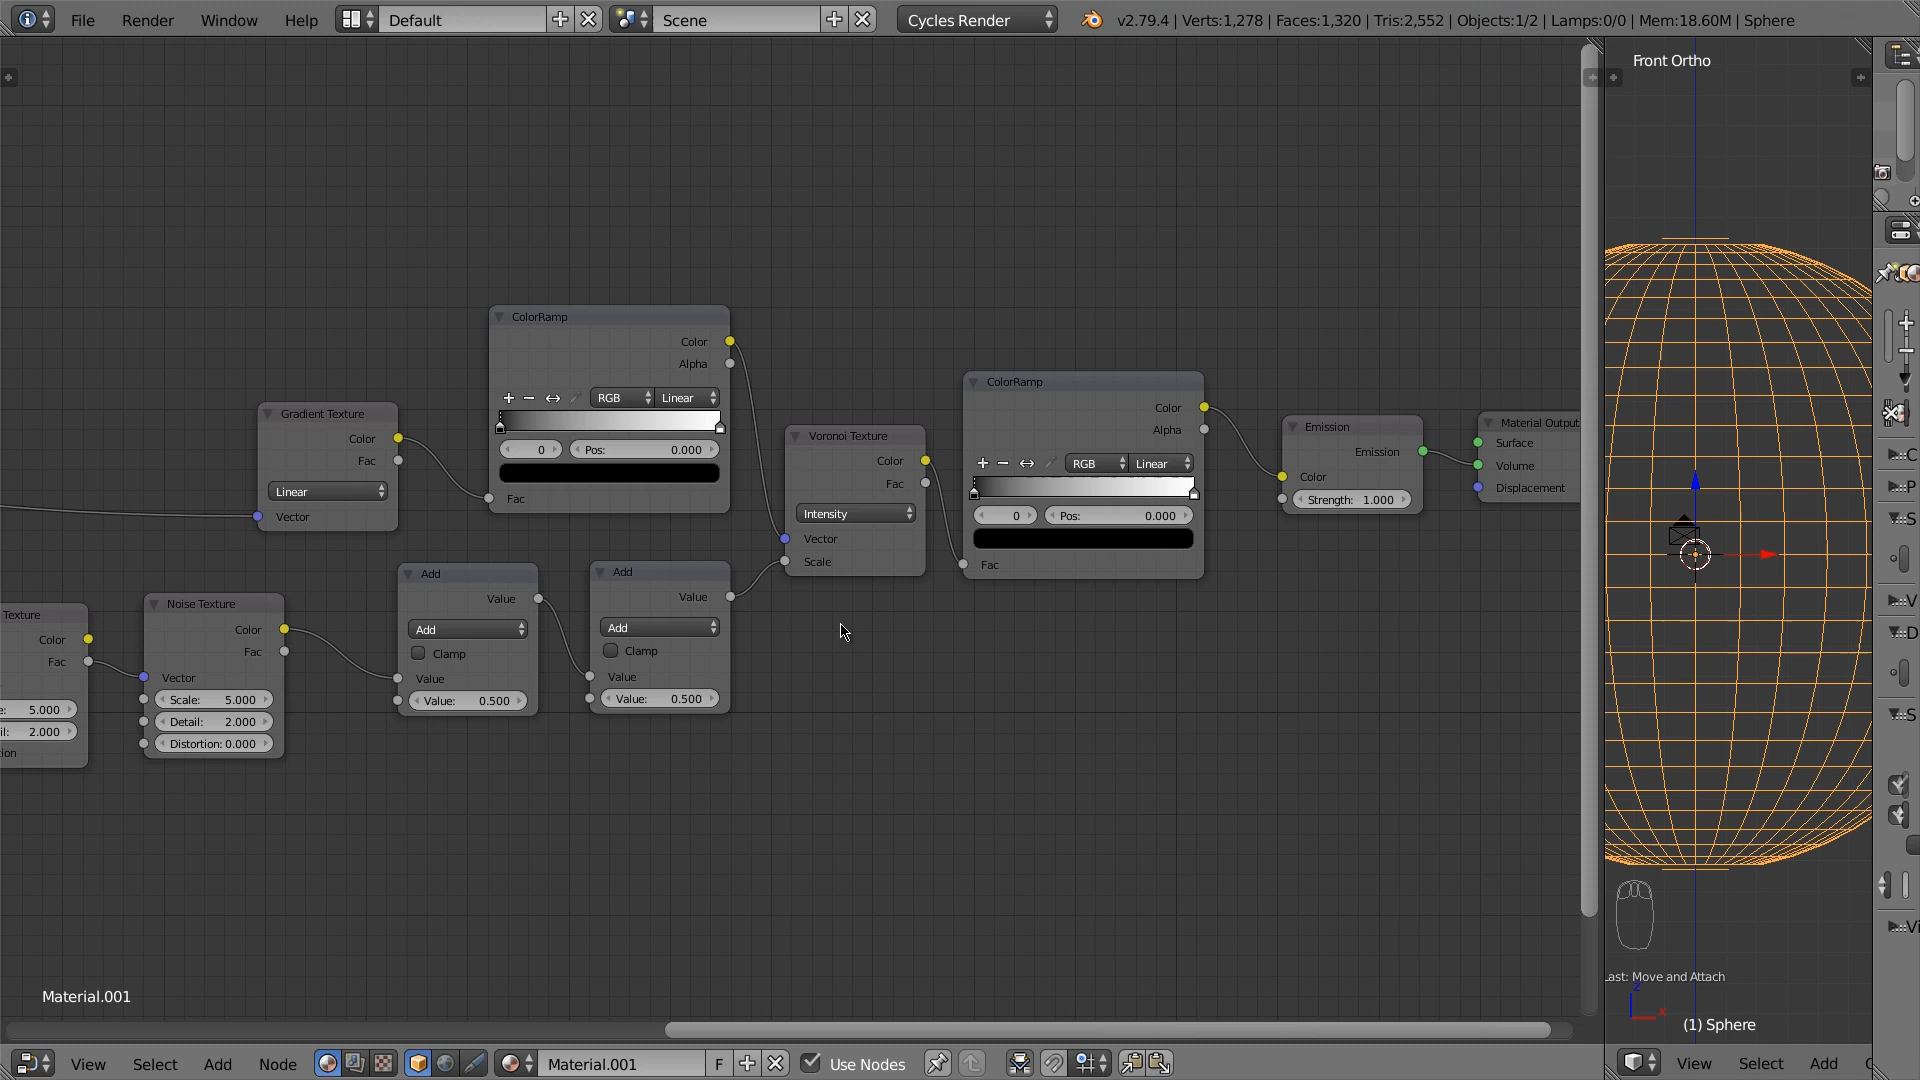 File Render Window Help Default Scene Cycles Render v2.79.4 | Verts:1,278 | Faces:1,320 | Tris:2,552 | Objects:1/2 | Lamps:0/0 | Mem:18.60M | Sphere
Front Ortho
ColorRamp
Color
Alpha
RGB Linear
0 Pos: 0.000
Fac
Gradient Texture
Color
Fac
Linear
Vector
Voronoi Texture
Color
Fac
Intensity
Vector
Scale
ColorRamp
Color
Alpha
RGB Linear
0 Pos: 0.000
Fac
Emission
Emission
Color
Strength: 1.000
Material Output
Surface
Volume
Displacement
Texture
Color
Fac
5.000
2.000
Noise Texture
Color
Fac
Vector
Scale: 5.000
Detail: 2.000
Distortion: 0.000
Add
Value
Add
Clamp
Value
Value: 0.500
Add
Value
Add
Clamp
Value
Value: 0.500
C
P
S
V
D
S
Vi
Last: Move and Attach
Z
X
(1) Sphere
Material.001
View Select Add Node Material.001 F Use Nodes
View Select Add